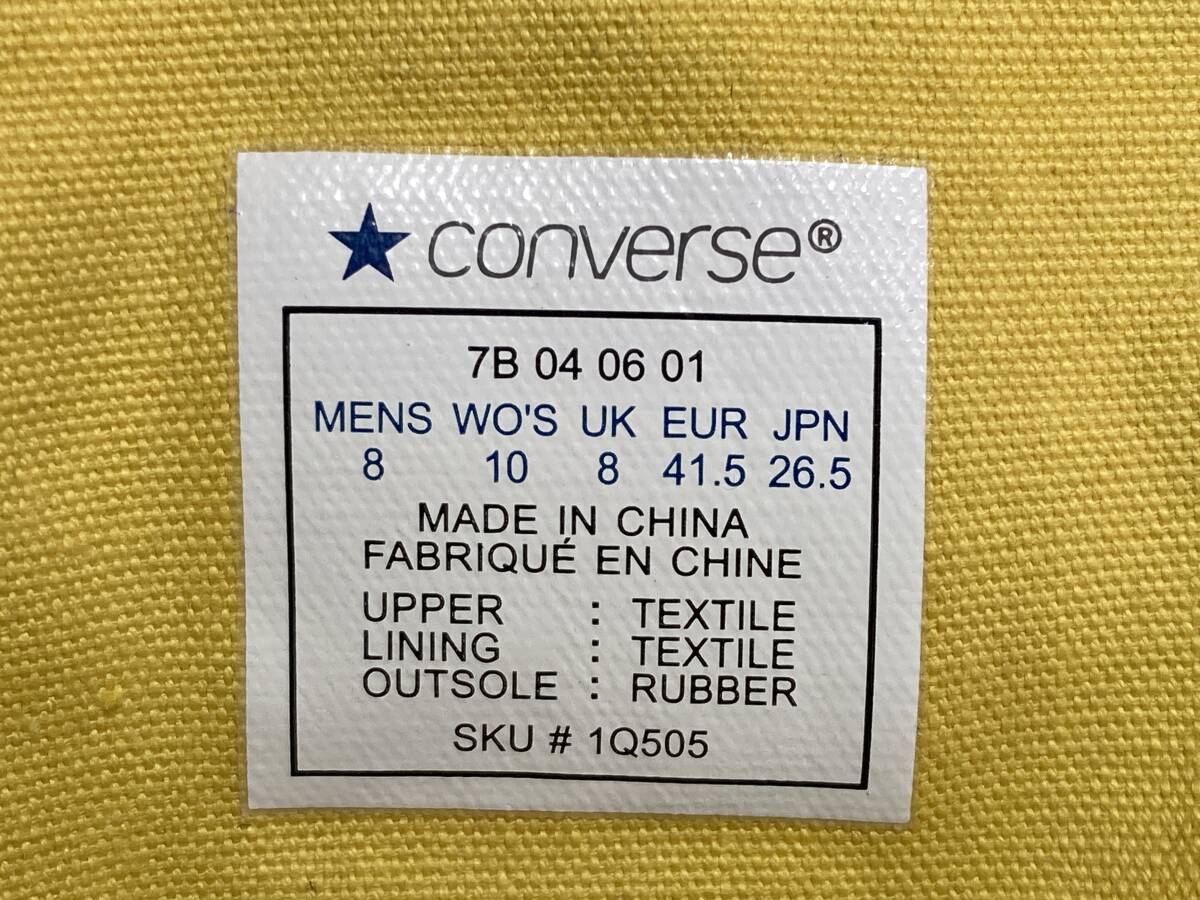 converse®
7B 04 06 01
MENS WO'S UK EUR JPN
8 10 8 41.5 26.5
MADE IN CHINA
FABRIQUÉ EN CHINE
UPPER : TEXTILE
LINING : TEXTILE
OUTSOLE : RUBBER
SKU # 1Q505